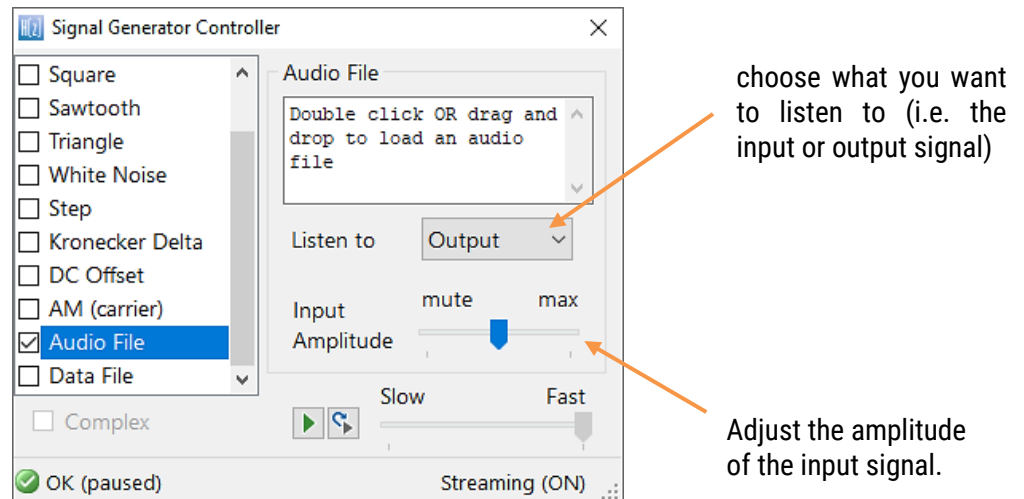 H(z) Signal Generator Controller
Square
Sawtooth
Triangle
White Noise
Step
Kronecker Delta
DC Offset
AM (carrier)
Audio File
Data File
Complex
Audio File
Double click OR drag and
drop to load an audio
file
Listen to Output
mute max
Input
Amplitude
Slow Fast
OK (paused) Streaming (ON)
choose what you want
to listen to (i.e. the
input or output signal)
Adjust the amplitude
of the input signal.